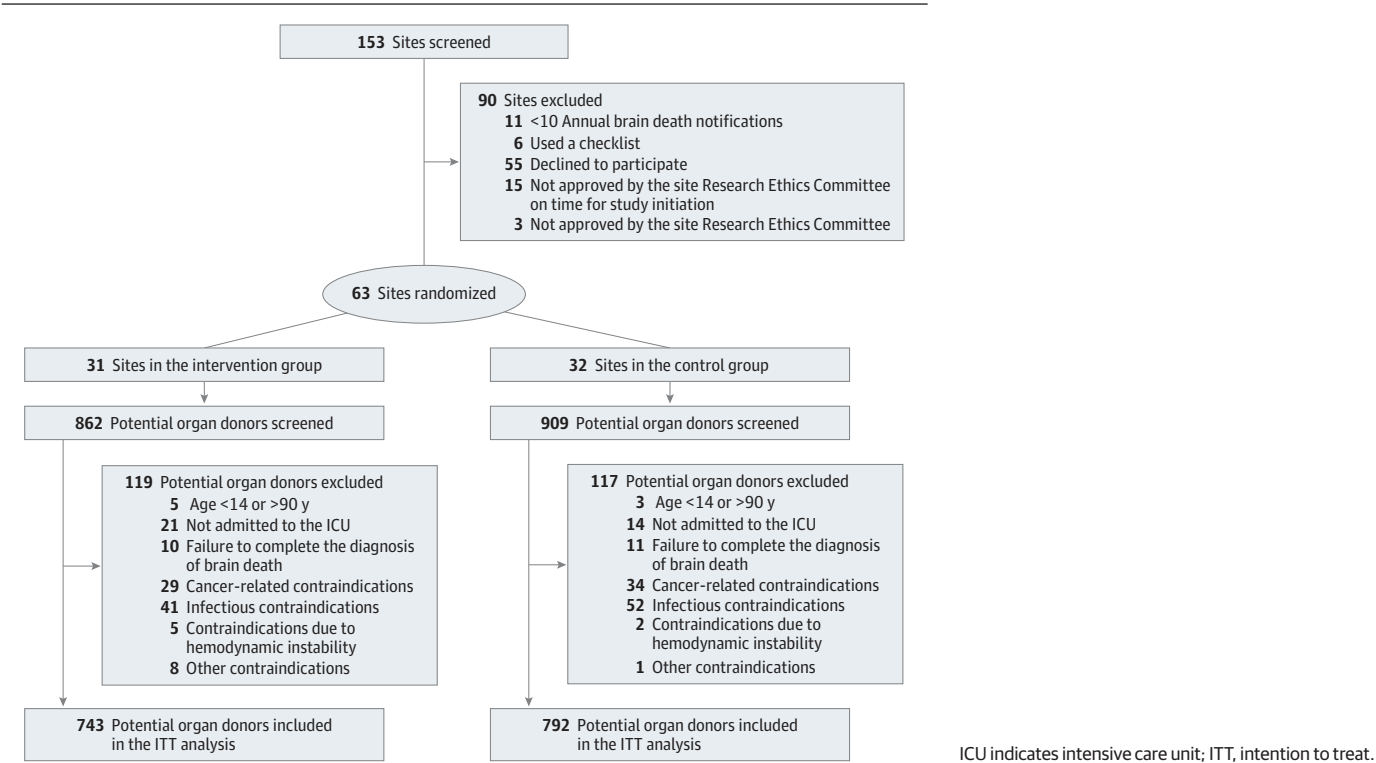 153 Sites screened
90 Sites excluded
11 <10 Annual brain death notifications
6 Used a checklist
55 Declined to participate
15 Not approved by the site Research Ethics Committee
on time for study initiation
3 Not approved by the site Research Ethics Committee
63 Sites randomized
31 Sites in the intervention group
32 Sites in the control group
862 Potential organ donors screened
909 Potential organ donors screened
119 Potential organ donors excluded
5 Age <14 or >90 y
21 Not admitted to the ICU
10 Failure to complete the diagnosis
of brain death
29 Cancer-related contraindications
41 Infectious contraindications
5 Contraindications due to
hemodynamic instability
8 Other contraindications
117 Potential organ donors excluded
3 Age <14 or >90 y
14 Not admitted to the ICU
11 Failure to complete the diagnosis
of brain death
34 Cancer-related contraindications
52 Infectious contraindications
2 Contraindications due to
hemodynamic instability
1 Other contraindications
743 Potential organ donors included
in the ITT analysis
792 Potential organ donors included
in the ITT analysis
ICU indicates intensive care unit; ITT, intention to treat.